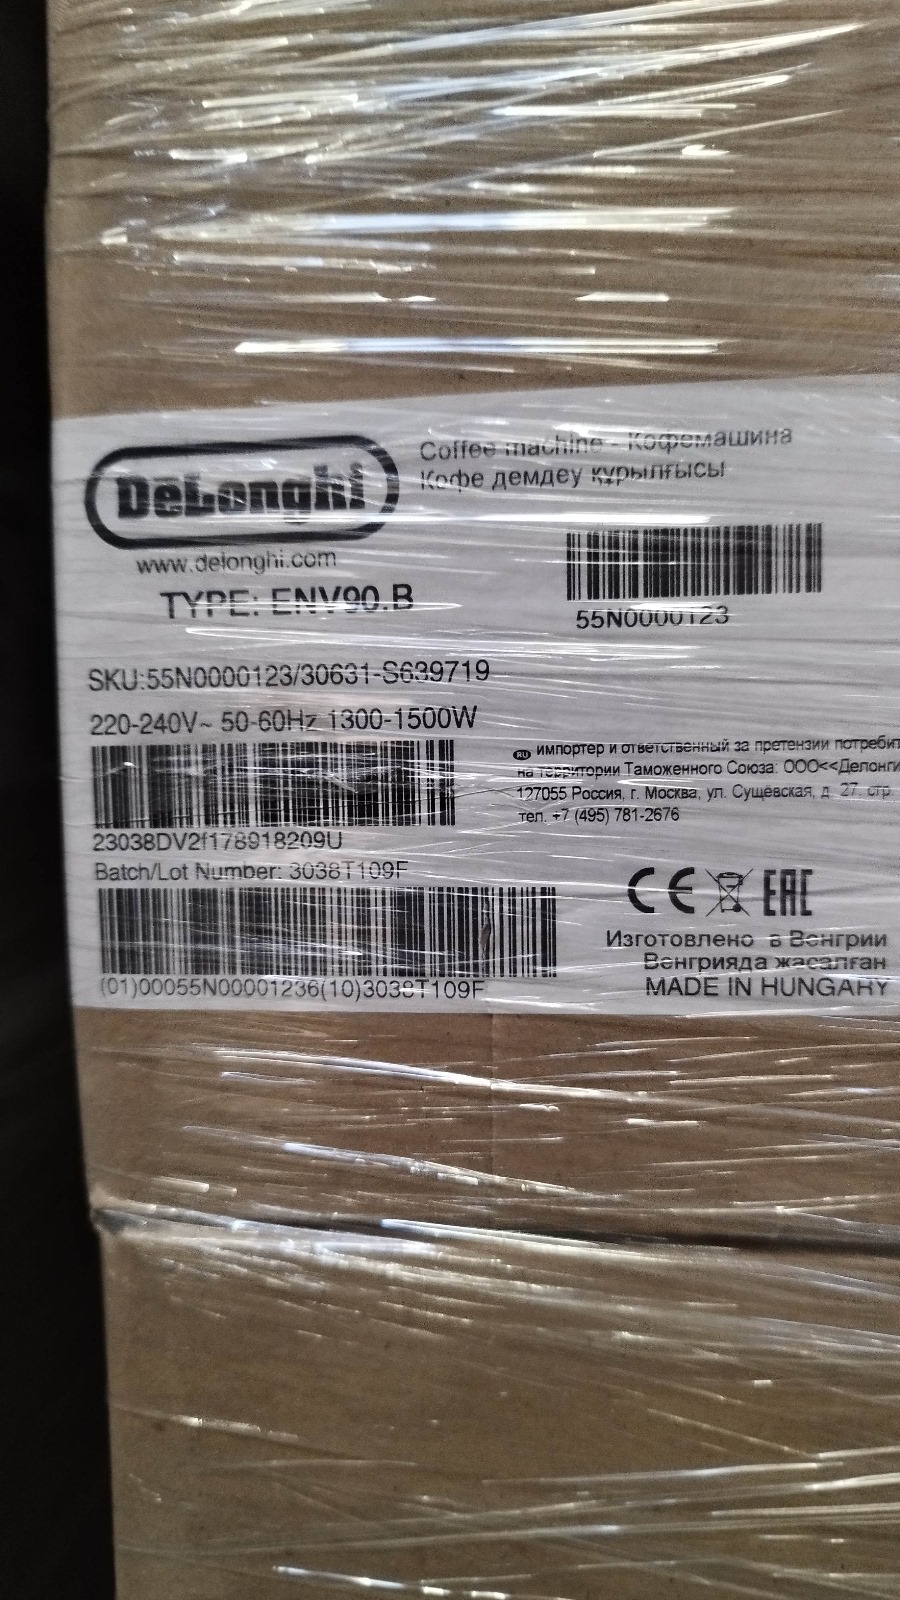 DeLonghi
Coffee machine - Кофемашина
Кофе демдеу құрылғысы
www.delonghi.com
TYPE: ENV90.B
55N0000123
SKU:55N0000123/30631-S639719
220-240V~ 50-60Hz 1300-1500W
RU импортер и ответственный за претензии потребит
на территории Таможенного Союза: ООО<<Делонги
127055 Россия, г. Москва, ул. Сущёвская, д. 27, стр
тел. +7 (495) 781-2676
23038DV2f178918209U
Batch/Lot Number: 3038T109F
CE EAC
(01)00055N00001236(10)3038T109F
Изготовлено в Венгрии
Венгрияда жасалған
MADE IN HUNGARY